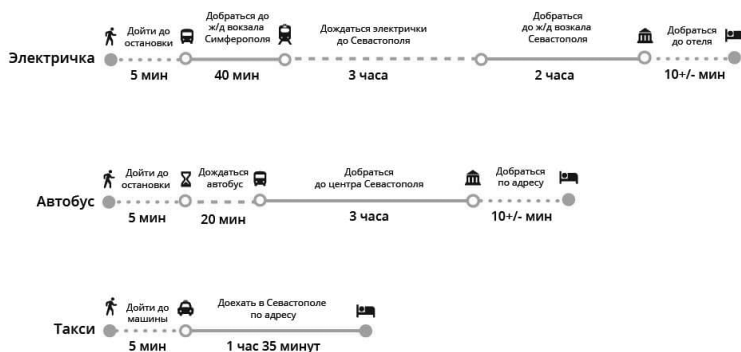 Электричка
Дойти до
остановки
5 мин
Добраться до
ж/д вокзала
Симферополя
40 мин
Дождаться электрички
до Севастополя
3 часа
Добраться
до ж/д возкала
Севастополя
2 часа
Добраться
до отеля
10+/- мин
Автобус
Дойти до
остановки
5 мин
Дождаться
автобус
20 мин
Добраться
до центра Севастополя
3 часа
Добраться
по адресу
10+/- мин
Такси
Дойти до
машины
5 мин
Доехать в Севастополе
по адресу
1 час 35 минут